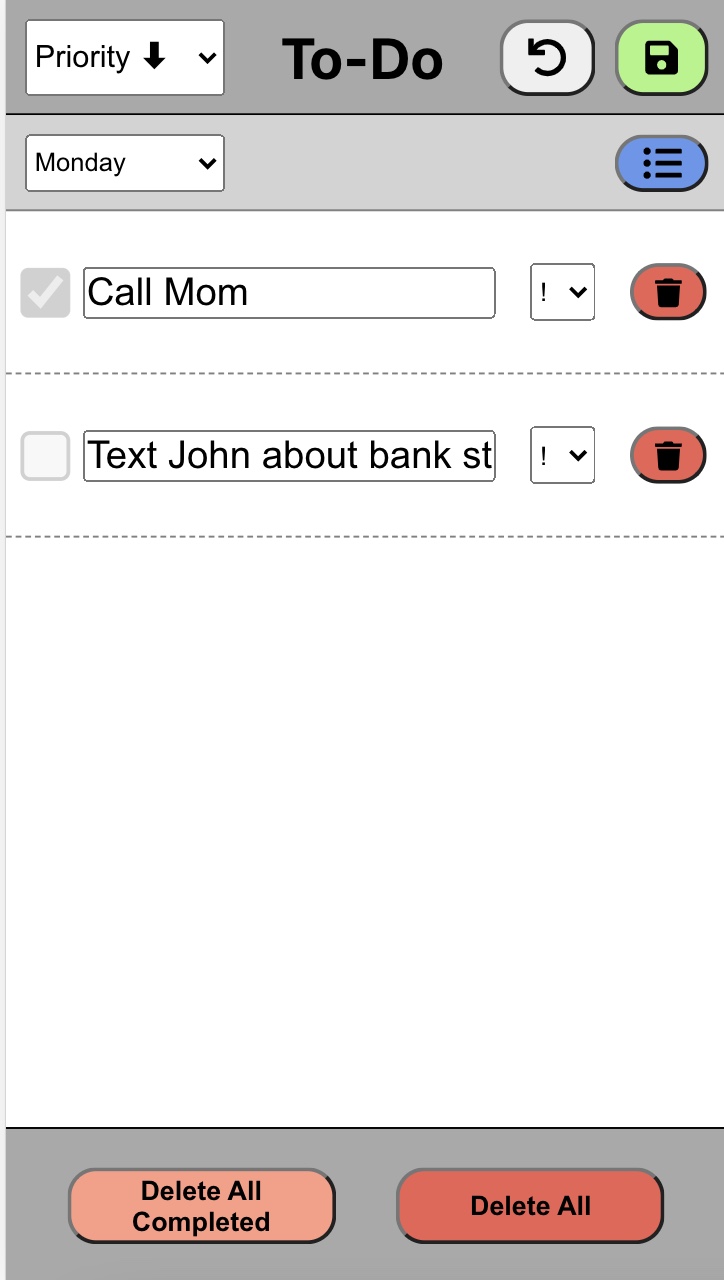 Priority ⬇
To-Do
Monday
Call Mom
!
Text John about bank st
!
Delete All
Completed
Delete All